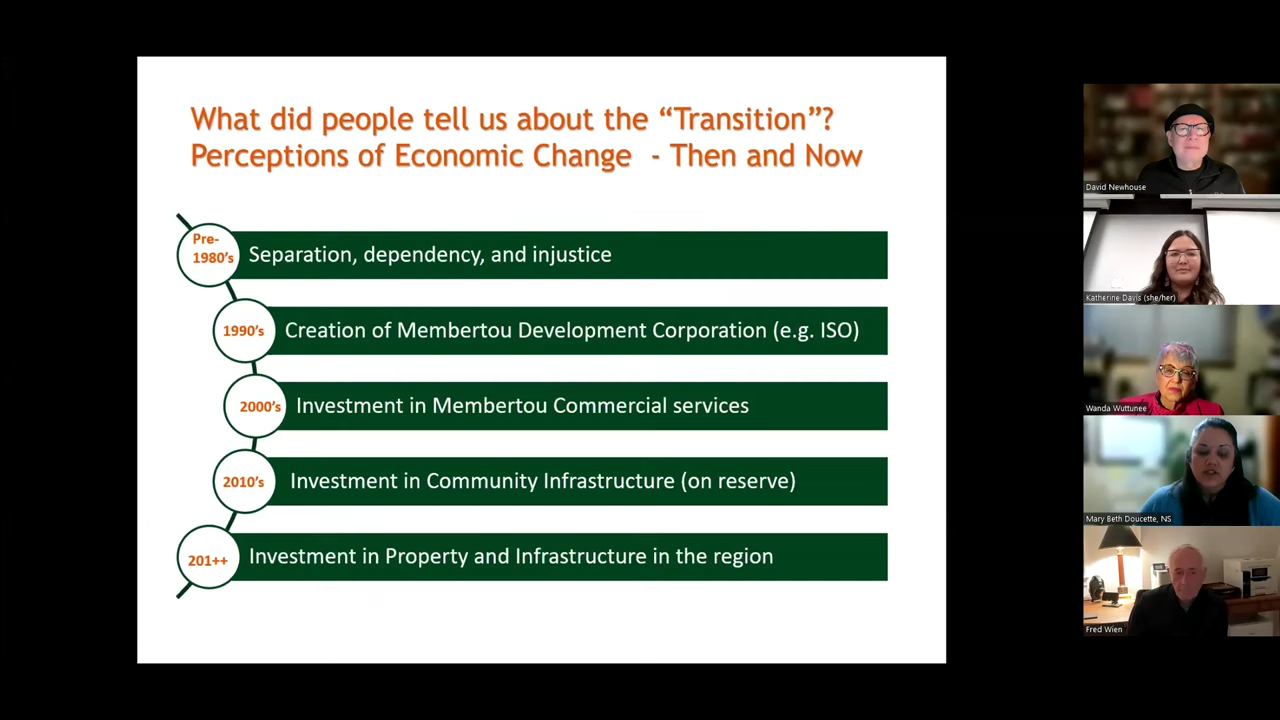 What did people tell us about the “Transition”?
Perceptions of Economic Change - Then and Now
Pre-
1980’s
Separation, dependency, and injustice
1990’s
Creation of Membertou Development Corporation (e.g. ISO)
2000’s
Investment in Membertou Commercial services
2010’s
Investment in Community Infrastructure (on reserve)
201++
Investment in Property and Infrastructure in the region
David Newhouse
Katherine Davis (she/her)
Wanda Wuttunee
Mary Beth Doucette, NS
Fred Wien